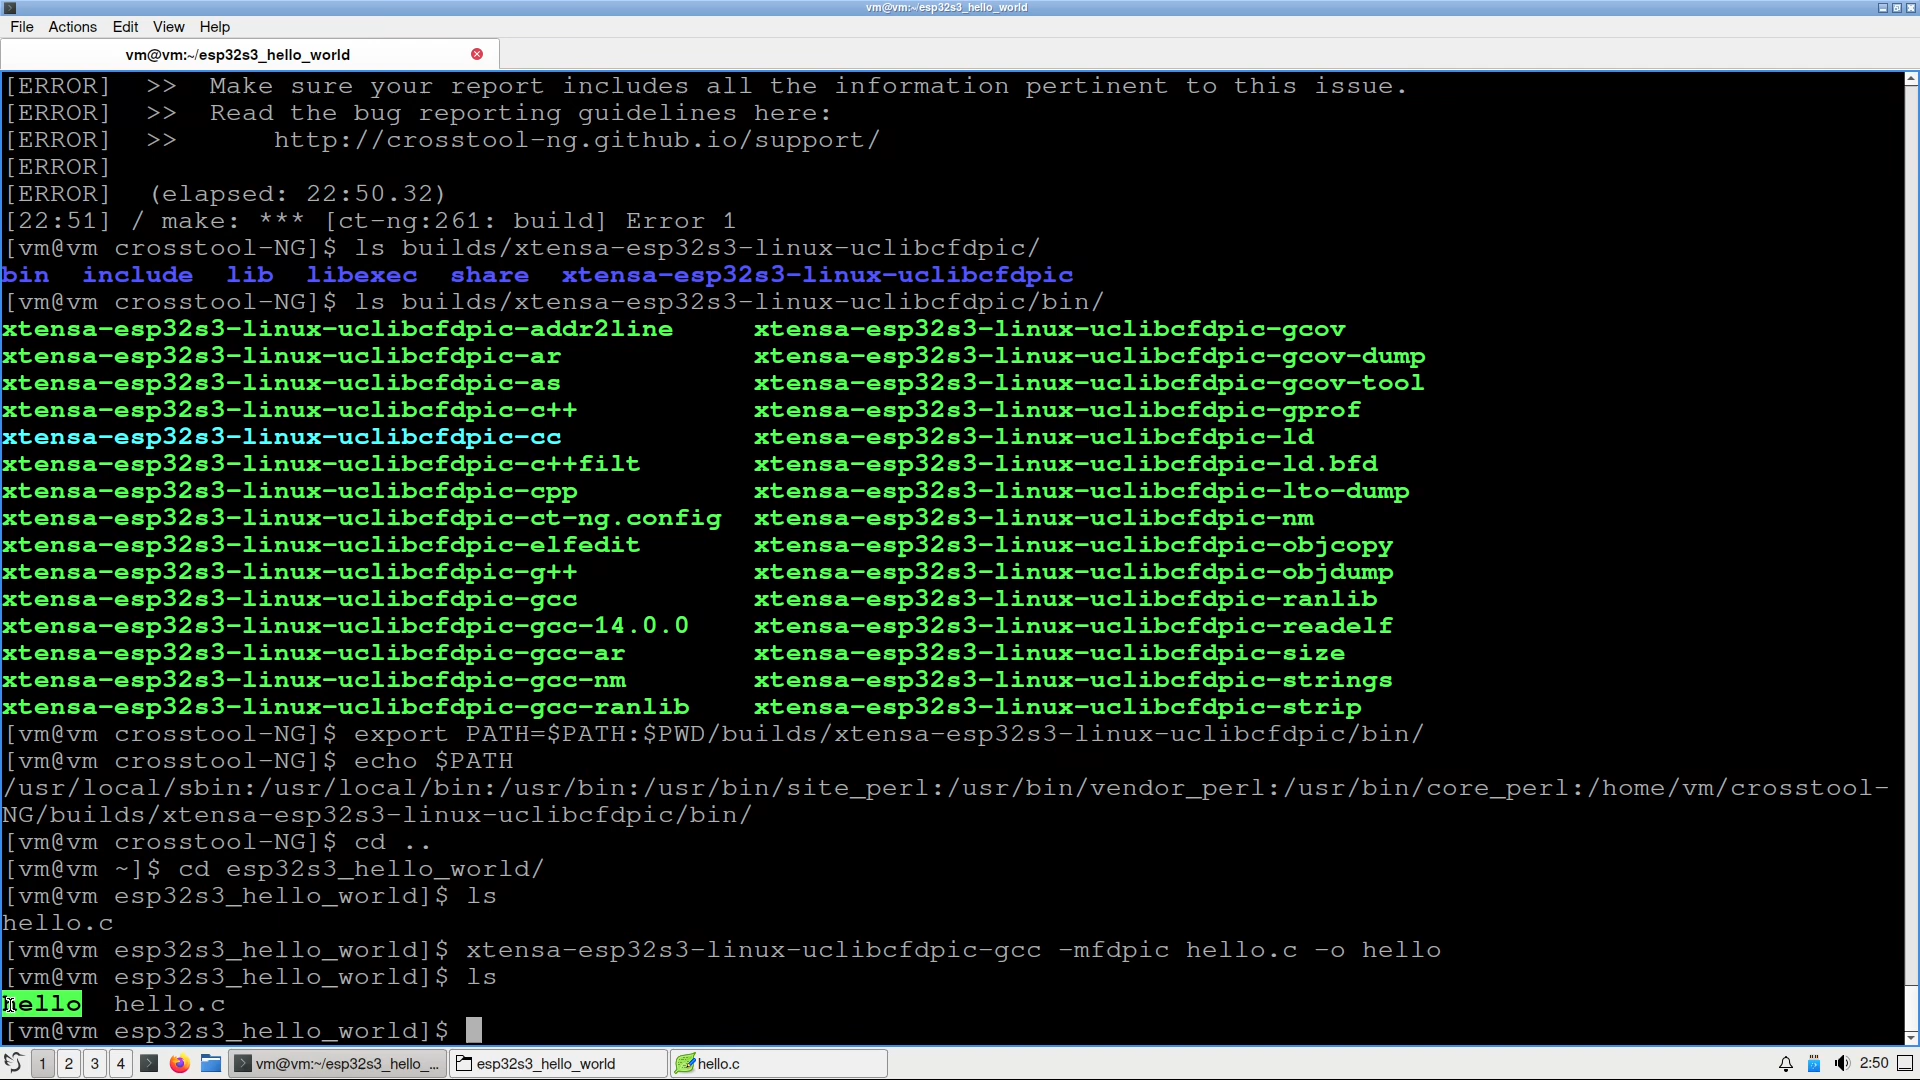 vm@vm:~/esp32s3_hello_world
File Actions Edit View Help
vm@vm:~/esp32s3_hello_world
[ERROR]  >>  Make sure your report includes all the information pertinent to this issue.
[ERROR]  >>  Read the bug reporting guidelines here:
[ERROR]  >>      http://crosstool-ng.github.io/support/
[ERROR]
[ERROR]  (elapsed: 22:50.32)
[22:51] / make: *** [ct-ng:261: build] Error 1
[vm@vm crosstool-NG]$ ls builds/xtensa-esp32s3-linux-uclibcfdpic/
bin  include  lib  libexec  share  xtensa-esp32s3-linux-uclibcfdpic
[vm@vm crosstool-NG]$ ls builds/xtensa-esp32s3-linux-uclibcfdpic/bin/
xtensa-esp32s3-linux-uclibcfdpic-addr2line     xtensa-esp32s3-linux-uclibcfdpic-gcov
xtensa-esp32s3-linux-uclibcfdpic-ar            xtensa-esp32s3-linux-uclibcfdpic-gcov-dump
xtensa-esp32s3-linux-uclibcfdpic-as            xtensa-esp32s3-linux-uclibcfdpic-gcov-tool
xtensa-esp32s3-linux-uclibcfdpic-c++           xtensa-esp32s3-linux-uclibcfdpic-gprof
xtensa-esp32s3-linux-uclibcfdpic-cc            xtensa-esp32s3-linux-uclibcfdpic-ld
xtensa-esp32s3-linux-uclibcfdpic-c++filt       xtensa-esp32s3-linux-uclibcfdpic-ld.bfd
xtensa-esp32s3-linux-uclibcfdpic-cpp           xtensa-esp32s3-linux-uclibcfdpic-lto-dump
xtensa-esp32s3-linux-uclibcfdpic-ct-ng.config  xtensa-esp32s3-linux-uclibcfdpic-nm
xtensa-esp32s3-linux-uclibcfdpic-elfedit       xtensa-esp32s3-linux-uclibcfdpic-objcopy
xtensa-esp32s3-linux-uclibcfdpic-g++           xtensa-esp32s3-linux-uclibcfdpic-objdump
xtensa-esp32s3-linux-uclibcfdpic-gcc           xtensa-esp32s3-linux-uclibcfdpic-ranlib
xtensa-esp32s3-linux-uclibcfdpic-gcc-14.0.0    xtensa-esp32s3-linux-uclibcfdpic-readelf
xtensa-esp32s3-linux-uclibcfdpic-gcc-ar        xtensa-esp32s3-linux-uclibcfdpic-size
xtensa-esp32s3-linux-uclibcfdpic-gcc-nm        xtensa-esp32s3-linux-uclibcfdpic-strings
xtensa-esp32s3-linux-uclibcfdpic-gcc-ranlib    xtensa-esp32s3-linux-uclibcfdpic-strip
[vm@vm crosstool-NG]$ export PATH=$PATH:$PWD/builds/xtensa-esp32s3-linux-uclibcfdpic/bin/
[vm@vm crosstool-NG]$ echo $PATH
/usr/local/sbin:/usr/local/bin:/usr/bin:/usr/bin/site_perl:/usr/bin/vendor_perl:/usr/bin/core_perl:/home/vm/crosstool-
NG/builds/xtensa-esp32s3-linux-uclibcfdpic/bin/
[vm@vm crosstool-NG]$ cd ..
[vm@vm ~]$ cd esp32s3_hello_world/
[vm@vm esp32s3_hello_world]$ ls
hello.c
[vm@vm esp32s3_hello_world]$ xtensa-esp32s3-linux-uclibcfdpic-gcc -mfdpic hello.c -o hello
[vm@vm esp32s3_hello_world]$ ls
hello  hello.c
[vm@vm esp32s3_hello_world]$
1 2 3 4 vm@vm:~/esp32s3_hello_... esp32s3_hello_world hello.c 2:50